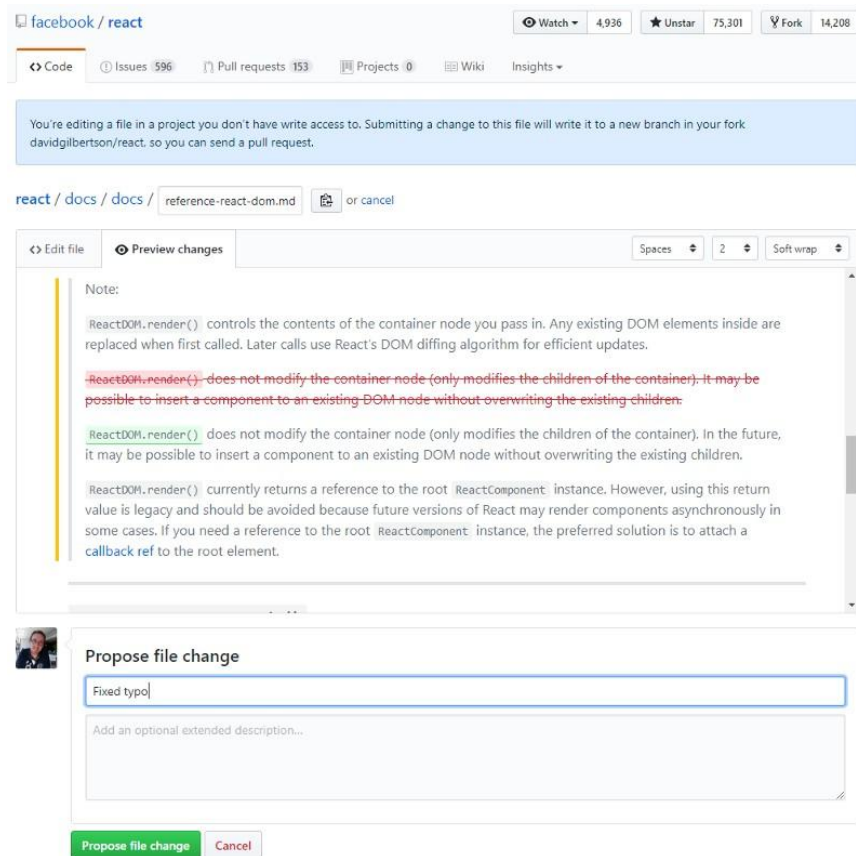 facebook / react
Watch 4,936 Unstar 75,301 Fork 14,208
Code Issues 596 Pull requests 153 Projects 0 Wiki Insights
You're editing a file in a project you don't have write access to. Submitting a change to this file will write it to a new branch in your fork
davidgilbertson/react, so you can send a pull request.
react / docs / docs / reference-react-dom.md or cancel
Edit file Preview changes Spaces 2 Soft wrap
Note:
ReactDOM.render() controls the contents of the container node you pass in. Any existing DOM elements inside are
replaced when first called. Later calls use React's DOM diffing algorithm for efficient updates.
ReactDOM.render() does not modify the container node (only modifies the children of the container). It may be
possible to insert a component to an existing DOM node without overwriting the existing children.
ReactDOM.render() does not modify the container node (only modifies the children of the container). In the future,
it may be possible to insert a component to an existing DOM node without overwriting the existing children.
ReactDOM.render() currently returns a reference to the root ReactComponent instance. However, using this return
value is legacy and should be avoided because future versions of React may render components asynchronously in
some cases. If you need a reference to the root ReactComponent instance, the preferred solution is to attach a
callback ref to the root element.
Propose file change
Fixed typo
Add an optional extended description...
Propose file change Cancel